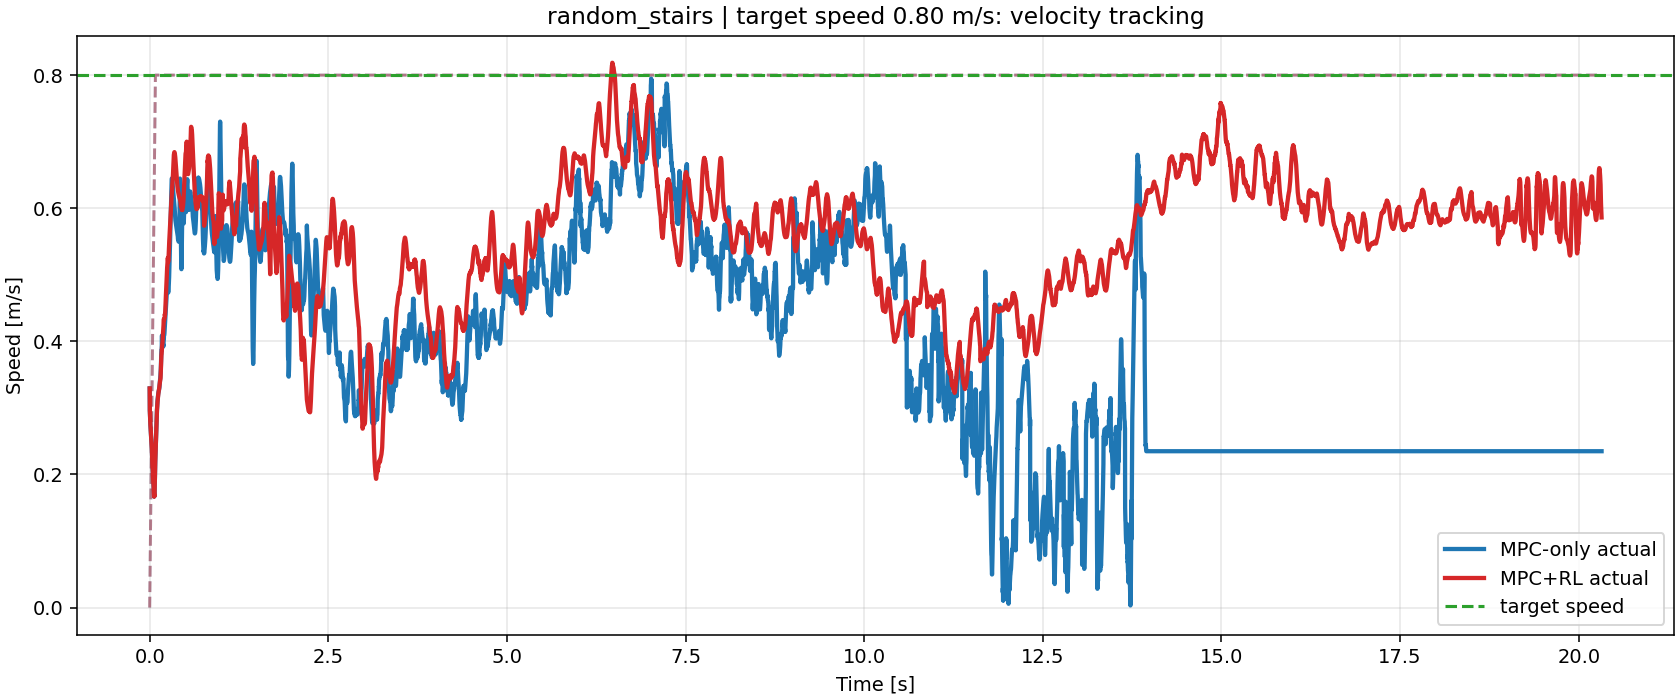 random_stairs | target speed 0.80 m/s: velocity tracking
Speed [m/s]
0.8
0.6
0.4
0.2
0.0
MPC-only actual
MPC+RL actual
target speed
0.0 2.5 5.0 7.5 10.0 12.5 15.0 17.5 20.0
Time [s]